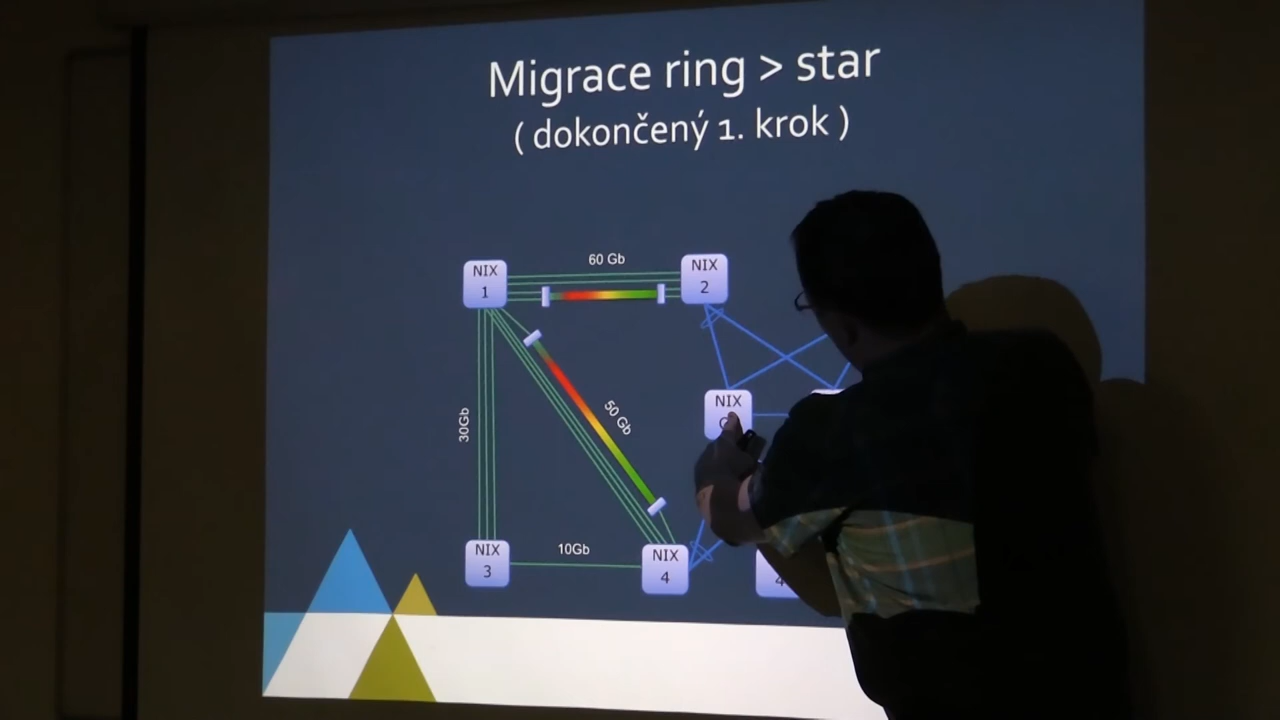 Migrace ring > star
( dokončený 1. krok )
60 Gb
NIX
1
NIX
2
NIX
30Gb
50 Gb
NIX
3
10Gb
NIX
4
4